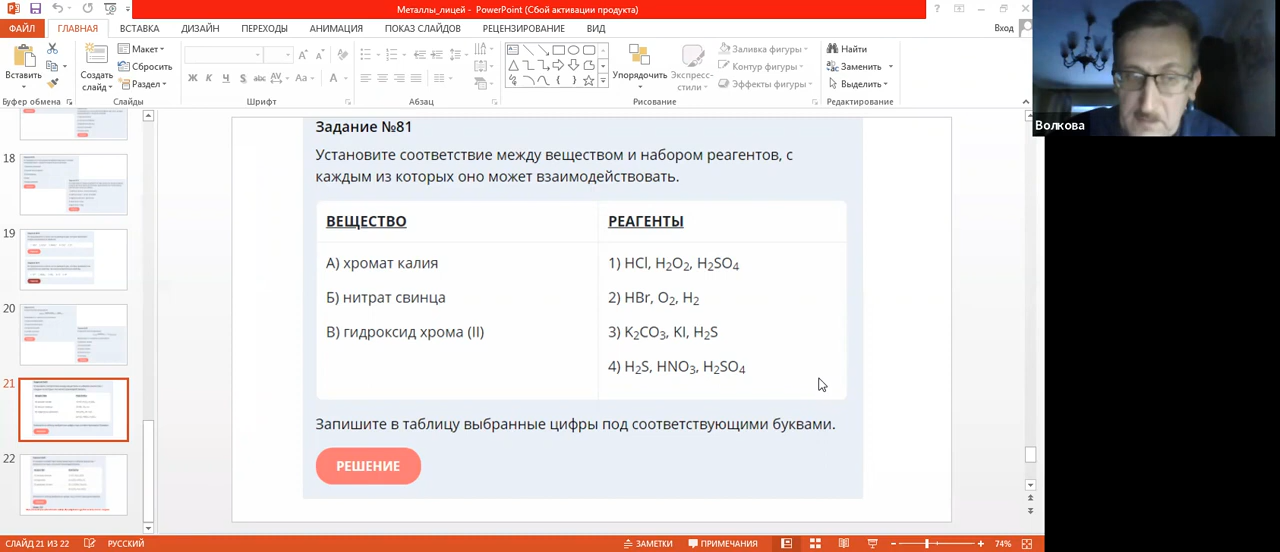 Металлы_лицей - PowerPoint (Сбой активации продукта)
ФАЙЛ ГЛАВНАЯ ВСТАВКА ДИЗАЙН ПЕРЕХОДЫ АНИМАЦИЯ ПОКАЗ СЛАЙДОВ РЕЦЕНЗИРОВАНИЕ ВИД Вход
Вставить
Создать слайд
Макет
Сбросить
Раздел
Ж К Ч S abc AV Aa A
Упорядочить
Экспресс-стили
Заливка фигуры
Контур фигуры
Эффекты фигуры
Найти
Заменить
Выделить
Буфер обмена Слайды Шрифт Абзац Рисование Редактирование
Волкова
18
19
20
21
22
Задание №81
Установите соответствие между веществом и набором реагентов, с
каждым из которых оно может взаимодействовать.
ВЕЩЕСТВО РЕАГЕНТЫ
А) хромат калия 1) HCl, H₂O₂, H₂SO₄
Б) нитрат свинца 2) HBr, O₂, H₂
В) гидроксид хрома (II) 3) K₂CO₃, KI, H₂S
4) H₂S, HNO₃, H₂SO₄
Запишите в таблицу выбранные цифры под соответствующими буквами.
РЕШЕНИЕ
СЛАЙД 21 ИЗ 22 РУССКИЙ ЗАМЕТКИ ПРИМЕЧАНИЯ 74%